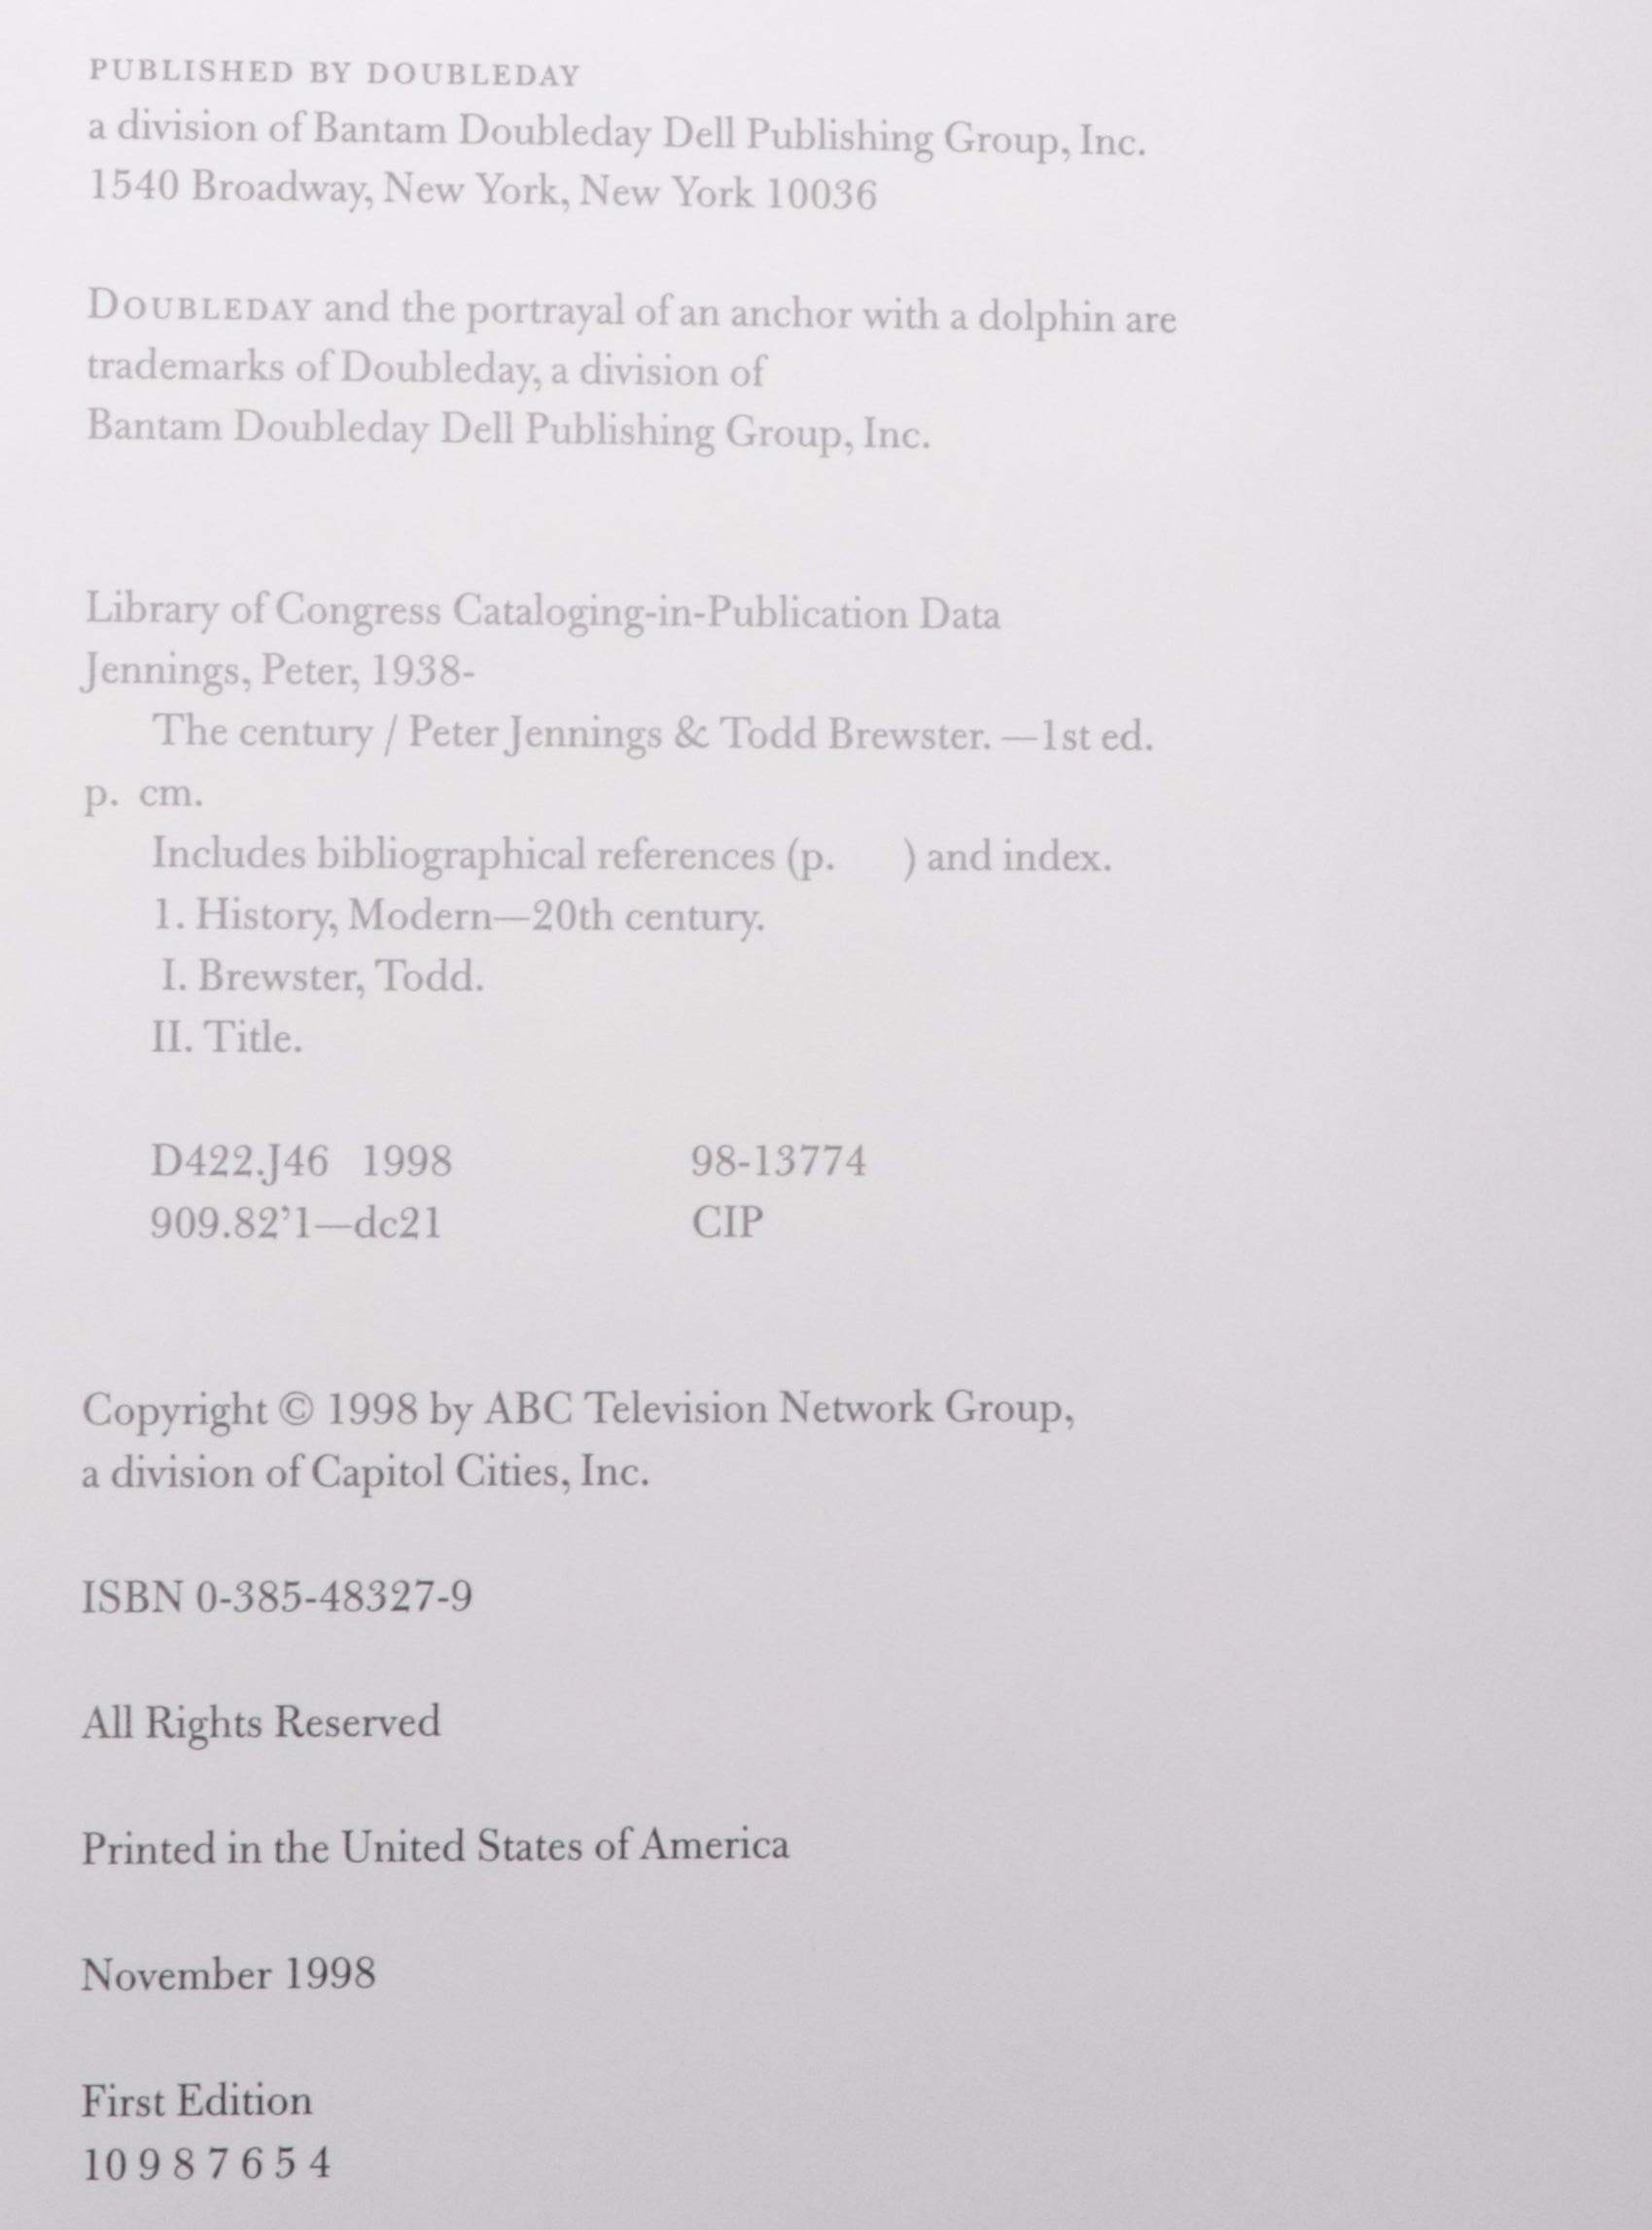 PUBLISHED BY DOUBLEDAY
a division of Bantam Doubleday Dell Publishing Group, Inc.
1540 Broadway, New York, New York 10036
DOUBLEDAY and the portrayal of an anchor with a dolphin are
trademarks of Doubleday, a division of
Bantam Doubleday Dell Publishing Group, Inc.
Library of Congress Cataloging-in-Publication Data
Jennings, Peter, 1938-
The century / Peter Jennings & Todd Brewster. —1st ed.
p. cm.
Includes bibliographical references (p. ) and index.
1. History, Modern—20th century.
I. Brewster, Todd.
II. Title.
D422.J46 1998 98-13774
909.82’1—dc21 CIP
Copyright © 1998 by ABC Television Network Group,
a division of Capitol Cities, Inc.
ISBN 0-385-48327-9
All Rights Reserved
Printed in the United States of America
November 1998
First Edition
10 9 8 7 6 5 4